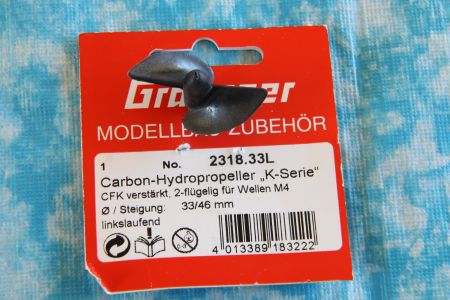 Graupner
MODELLBAU ZUBEHÖR
1 No. 2318.33L
Carbon-Hydropropeller „K-Serie"
CFK verstärkt, 2-flügelig für Wellen M4
Ø / Steigung: 33/46 mm
linkslaufend
4 013389 183222